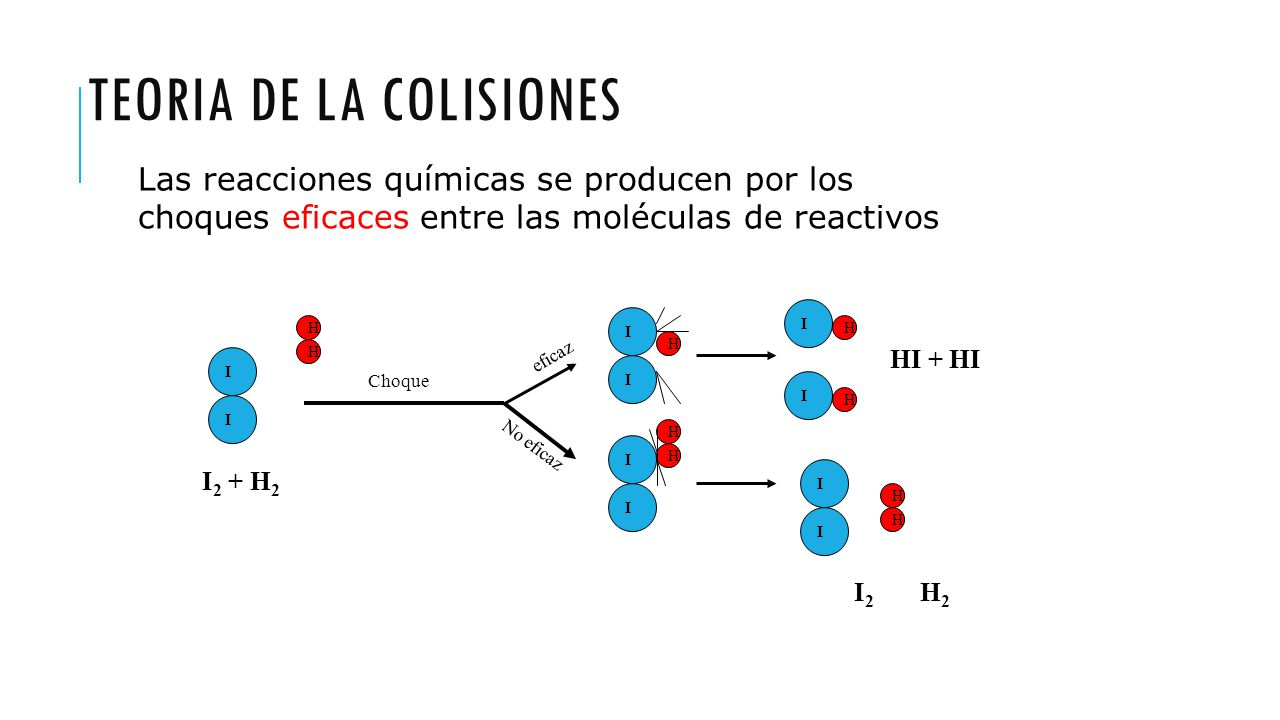 TEORIA DE LA COLISIONES
Las reacciones químicas se producen por los
choques eficaces entre las moléculas de reactivos
H
H
I
I
I₂ + H₂
Choque
eficaz
No eficaz
I
H
I
H
H
I
I
I
H
I
H
HI + HI
I
H
H
I
I₂ H₂